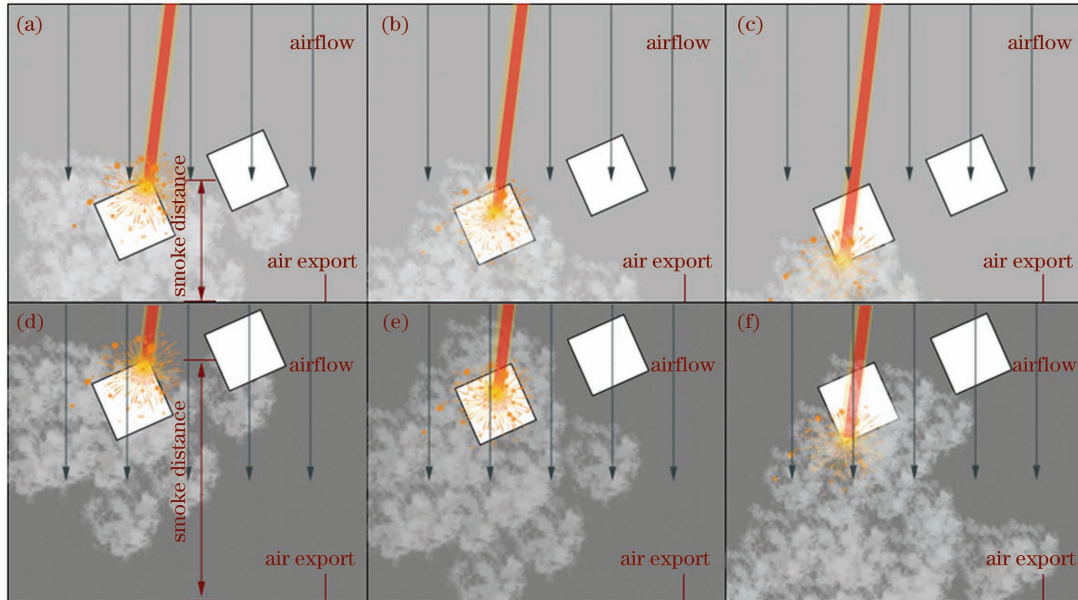 (a)
airflow
smoke distance
air export
(b)
airflow
air export
(c)
airflow
air export
(d)
airflow
smoke distance
air export
(e)
airflow
air export
(f)
airflow
air export